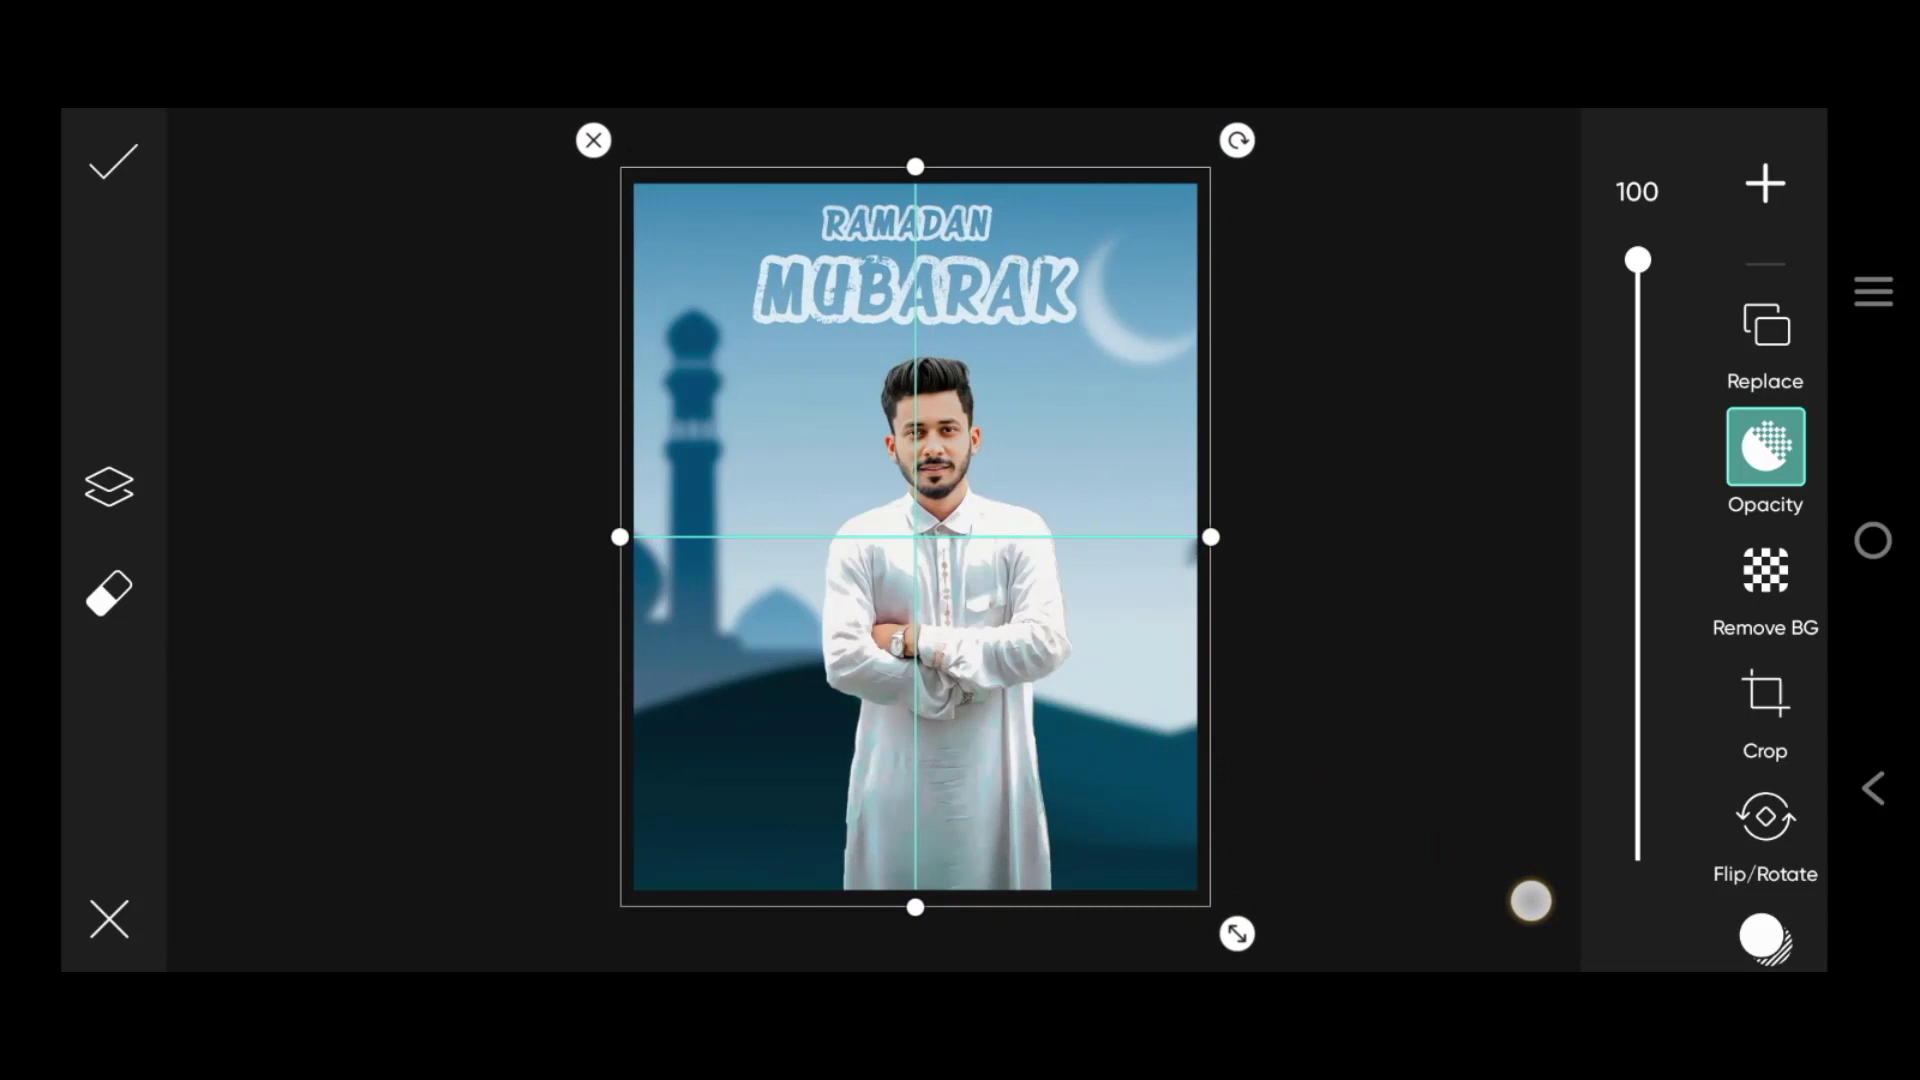 RAMADAN
MUBARAK
100
Replace
Opacity
Remove BG
Crop
Flip/Rotate